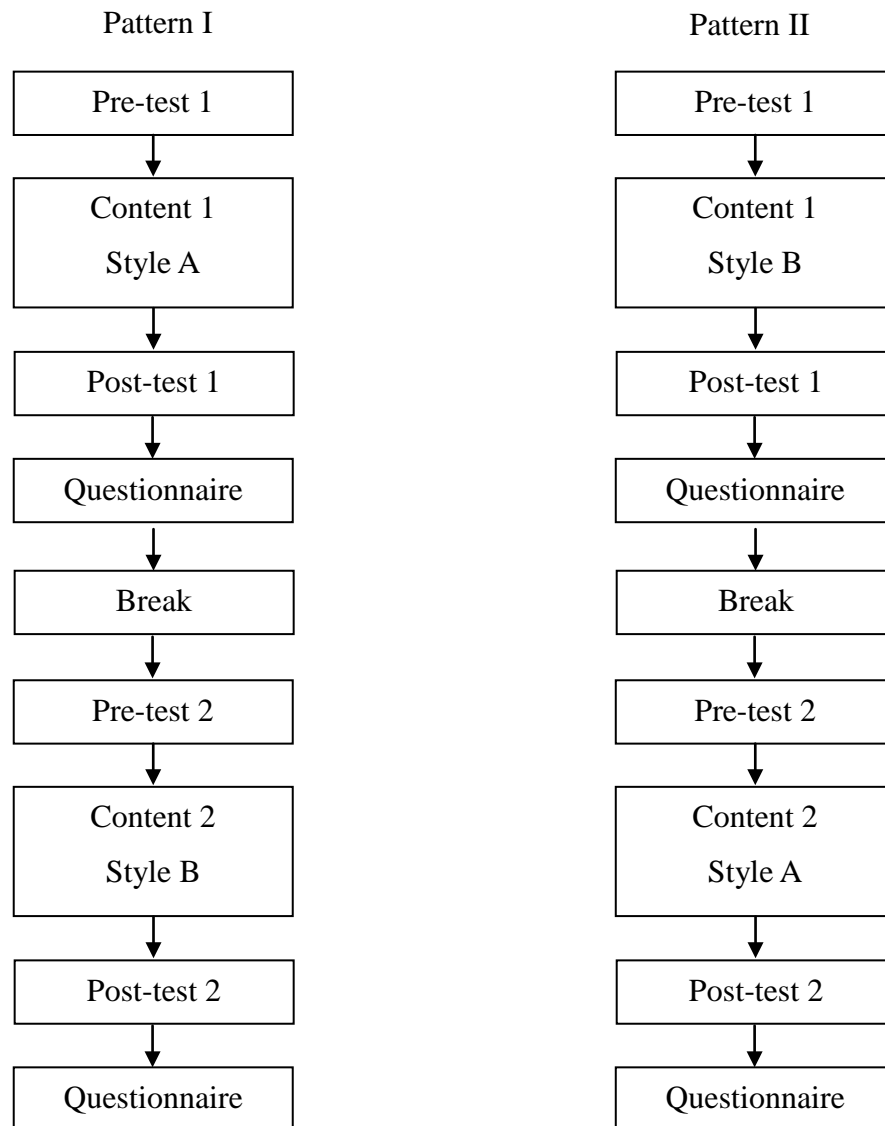 Pattern I
Pre-test 1
Content 1
Style A
Post-test 1
Questionnaire
Break
Pre-test 2
Content 2
Style B
Post-test 2
Questionnaire
Pattern II
Pre-test 1
Content 1
Style B
Post-test 1
Questionnaire
Break
Pre-test 2
Content 2
Style A
Post-test 2
Questionnaire